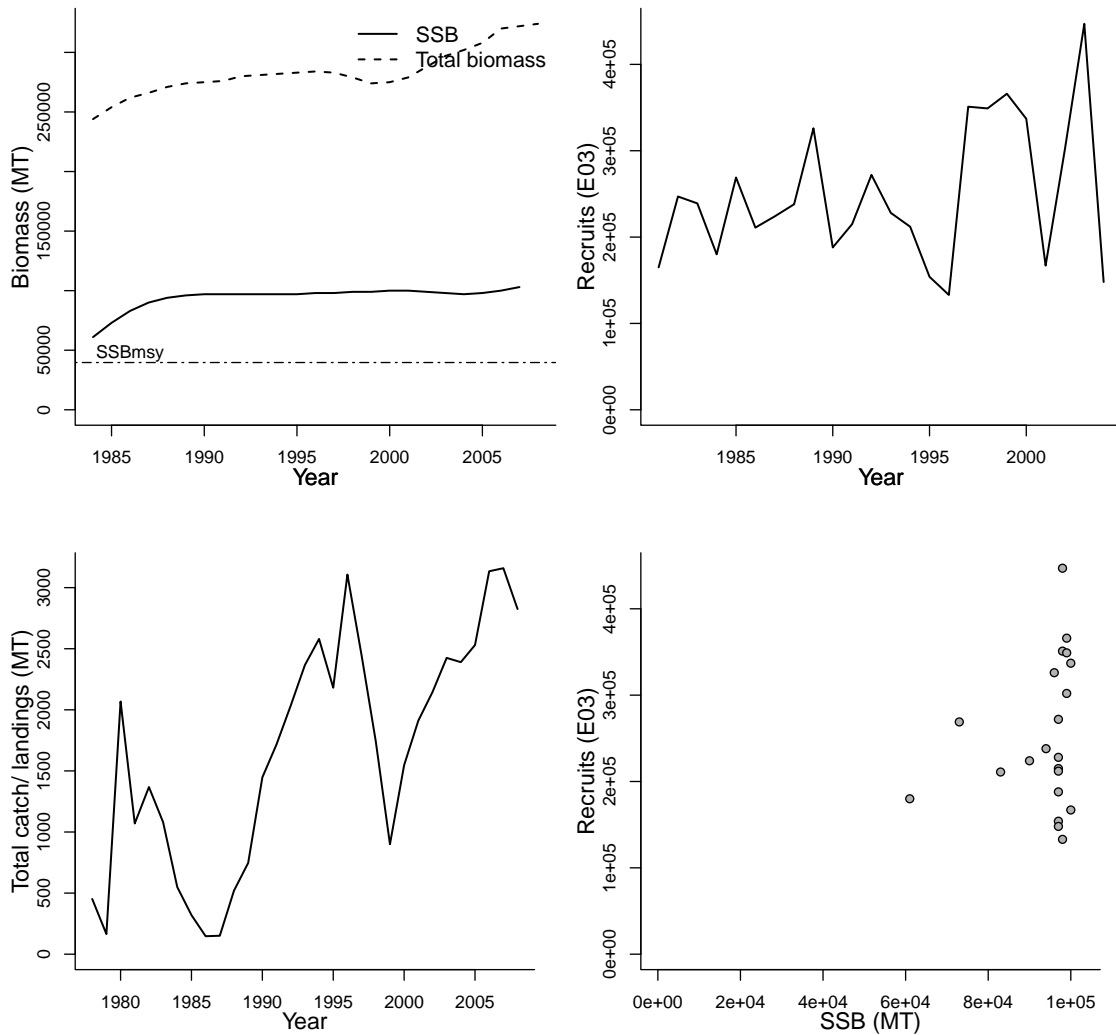 SSB
Total biomass
SSBmsy
Biomass (MT)
0
50000
150000
250000
1985
1990
1995
2000
2005
Year
Recruits (E03)
0e+00
1e+05
2e+05
3e+05
4e+05
1985
1990
1995
2000
Year
Total catch/ landings (MT)
0
500
1000
1500
2000
2500
3000
1980
1985
1990
1995
2000
2005
Year
Recruits (E03)
0e+00
1e+05
2e+05
3e+05
4e+05
0e+00
2e+04
4e+04
6e+04
8e+04
1e+05
SSB (MT)